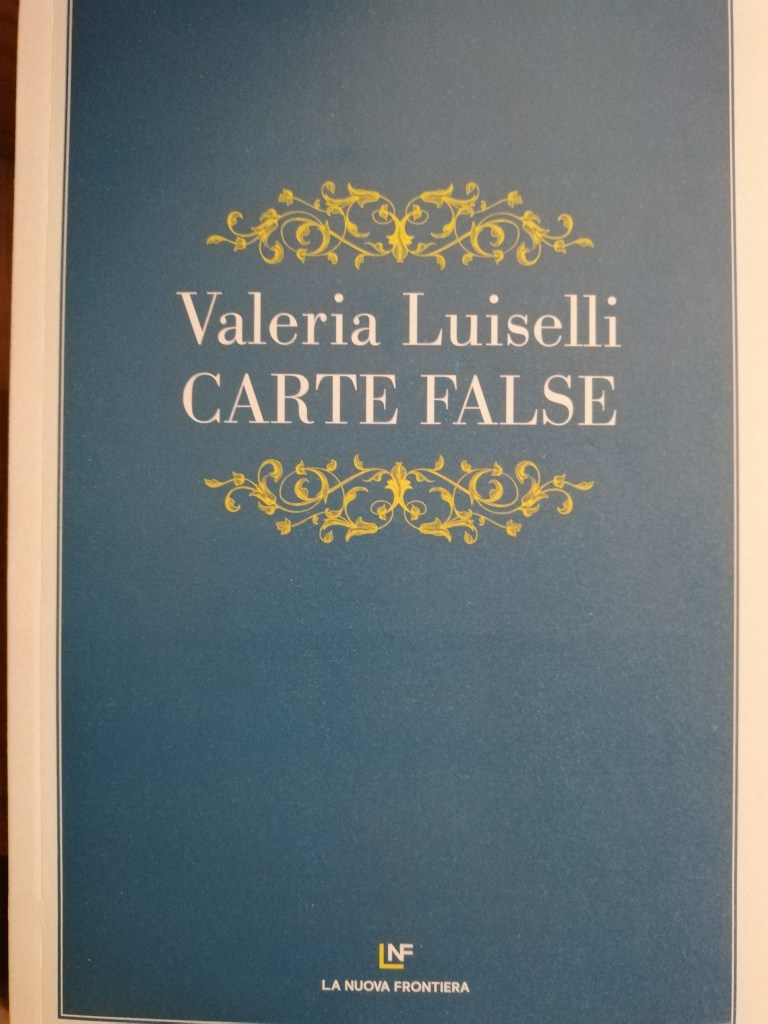 Valeria Luiselli
CARTE FALSE
LNF
LA NUOVA FRONTIERA